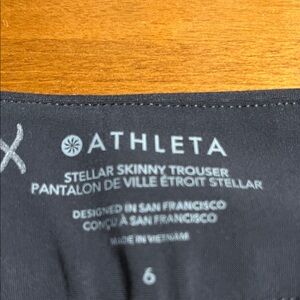 X
ATHLETA
STELLAR SKINNY TROUSER
PANTALON DE VILLE ÉTROIT STELLAR
DESIGNED IN SAN FRANCISCO
CONÇU À SAN FRANCISCO
MADE IN VIETNAM
6